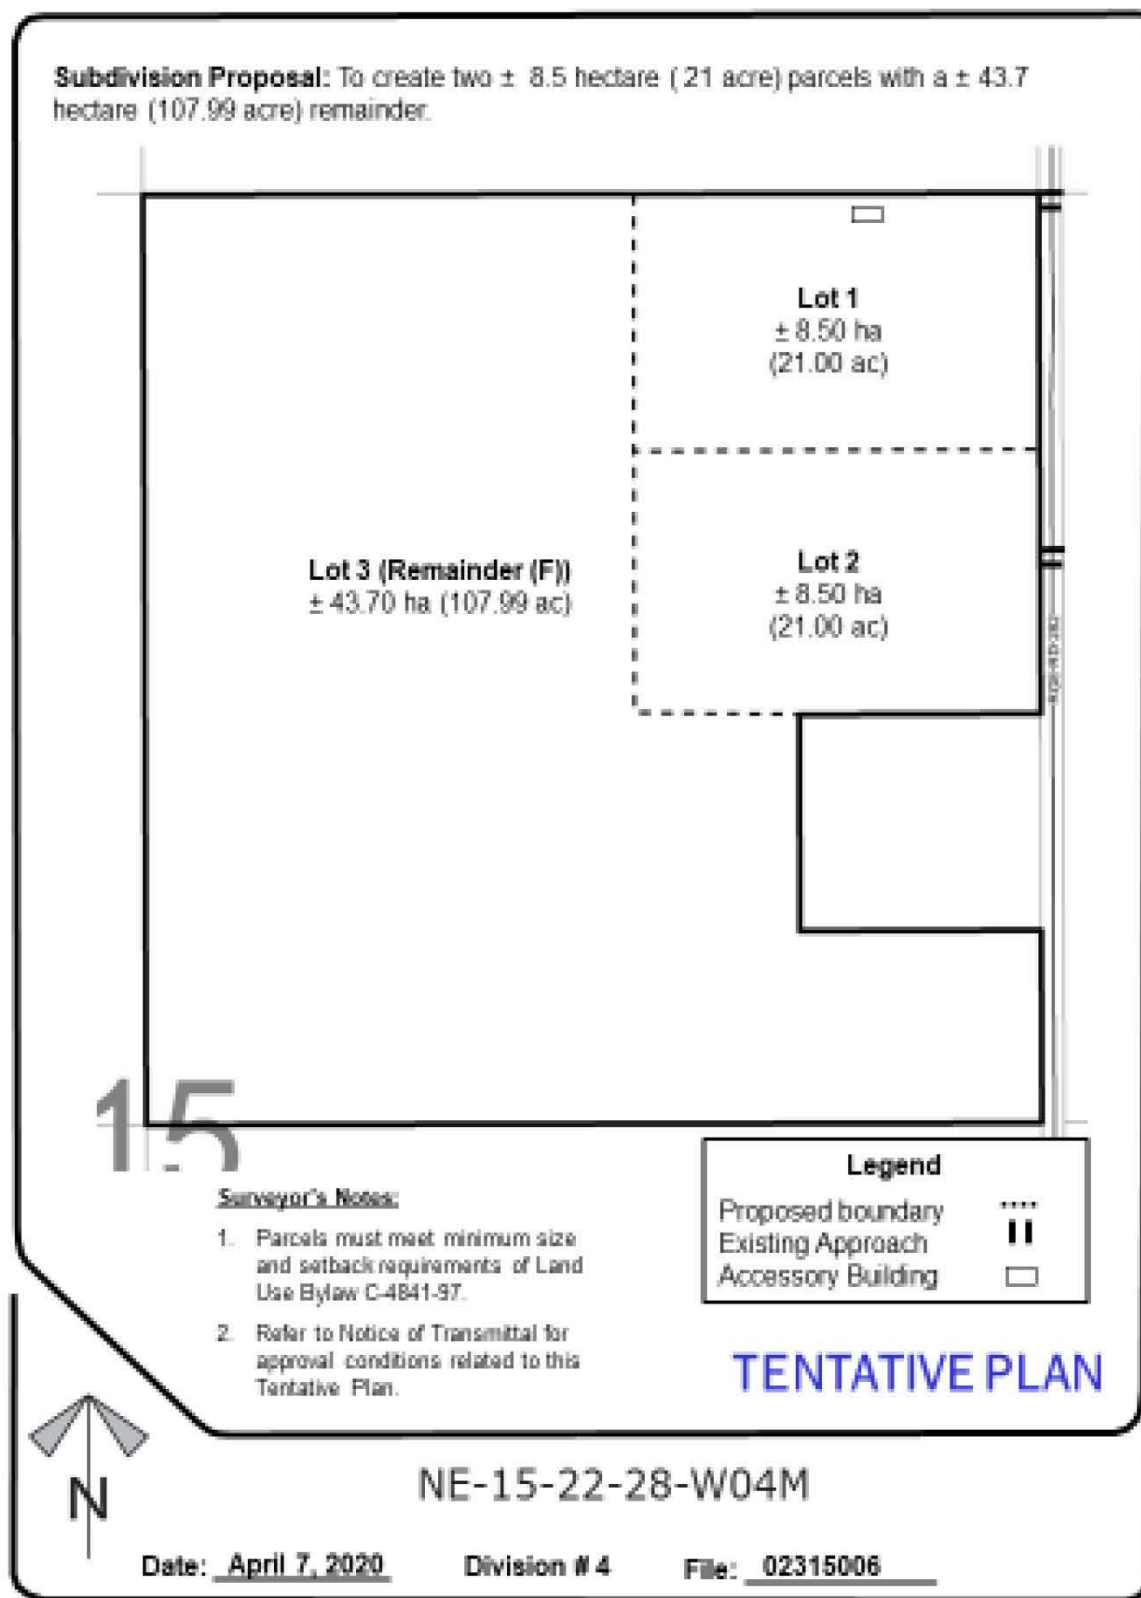 Subdivision Proposal: To create two ± 8.5 hectare ( 21 acre) parcels with a ± 43.7
hectare (107.99 acre) remainder.
Lot 1
± 8.50 ha
(21.00 ac)
Lot 3 (Remainder (F))
± 43.70 ha (107.99 ac)
Lot 2
± 8.50 ha
(21.00 ac)
15
Surveyor's Notes:
1. Parcels must meet minimum size
and setback requirements of Land
Use Bylaw C-4841-97.
2. Refer to Notice of Transmittal for
approval conditions related to this
Tentative Plan.
Legend
Proposed boundary
Existing Approach
Accessory Building
TENTATIVE PLAN
N
NE-15-22-28-W04M
Date: April 7, 2020 Division # 4 File: 02315006